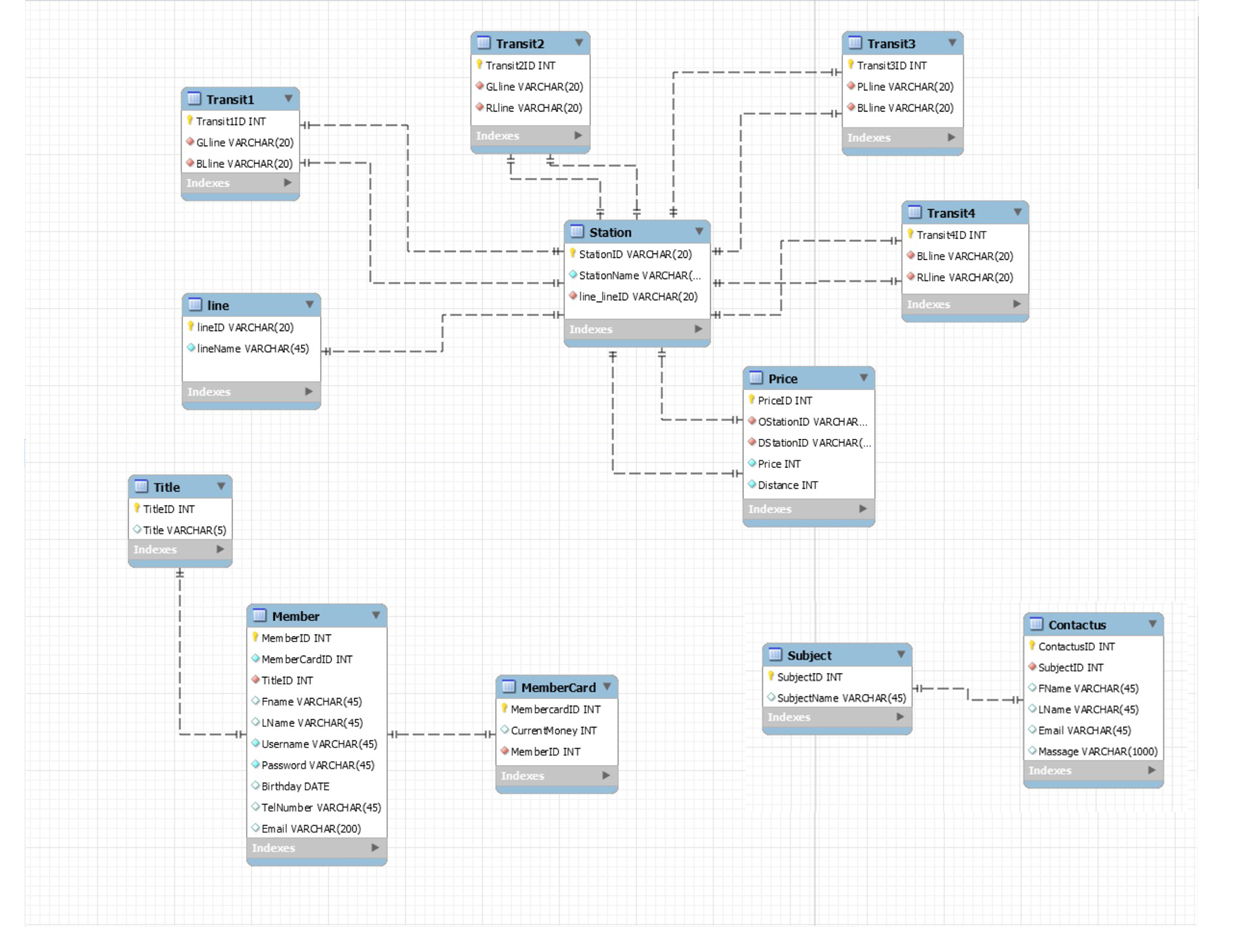 Transit2
Transit2ID INT
GLline VARCHAR(20)
RLline VARCHAR(20)
Indexes
Transit3
Transit3ID INT
PLline VARCHAR(20)
BLline VARCHAR(20)
Indexes
Transit1
Transit1ID INT
GLline VARCHAR(20)
BLline VARCHAR(20)
Indexes
Transit4
Transit4ID INT
BLline VARCHAR(20)
RLline VARCHAR(20)
Indexes
Station
StationID VARCHAR(20)
StationName VARCHAR(...
line_lineID VARCHAR(20)
Indexes
line
lineID VARCHAR(20)
lineName VARCHAR(45)
Indexes
Price
PriceID INT
OStationID VARCHAR...
DStationID VARCHAR(...
Price INT
Distance INT
Indexes
Title
TitleID INT
Title VARCHAR(5)
Indexes
Member
MemberID INT
MemberCardID INT
TitleID INT
Fname VARCHAR(45)
LName VARCHAR(45)
Username VARCHAR(45)
Password VARCHAR(45)
Birthday DATE
TelNumber VARCHAR(45)
Email VARCHAR(200)
Indexes
MemberCard
MembercardID INT
CurrentMoney INT
MemberID INT
Indexes
Subject
SubjectID INT
SubjectName VARCHAR(45)
Indexes
Contactus
ContactusID INT
SubjectID INT
FName VARCHAR(45)
LName VARCHAR(45)
Email VARCHAR(45)
Massage VARCHAR(1000)
Indexes